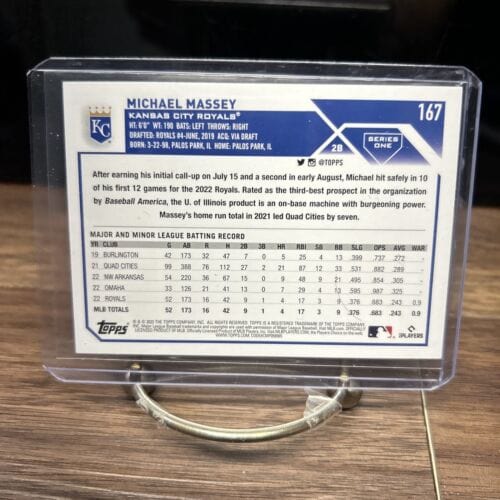 MICHAEL MASSEY
KANSAS CITY ROYALS®
HT: 6'0" WT: 190 BATS: LEFT THROWS: RIGHT
DRAFTED: ROYALS #4-JUNE, 2019 ACQ: VIA DRAFT
BORN: 3-22-98, PALOS PARK, IL HOME: PALOS PARK, IL
KC
167
2B
SERIES
ONE
@TOPPS
After earning his initial call-up on July 15 and a second in early August, Michael hit safely in 10
of his first 12 games for the 2022 Royals. Rated as the third-best prospect in the organization
by Baseball America, the U. of Illinois product is an on-base machine with burgeoning power.
Massey's home run total in 2021 led Quad Cities by seven.
MAJOR AND MINOR LEAGUE BATTING RECORD
YR CLUB G AB R H 2B 3B HR RBI SB BB SLG OPS AVG WAR
19 BURLINGTON 42 173 32 47 7 0 5 25 4 13 .399 .737 .272 -
21 QUAD CITIES 99 388 76 112 27 2 21 87 12 33 .531 .882 .289 -
22 NW ARKANSAS 54 220 36 67 15 0 9 48 9 21 .495 .854 .305 -
22 OMAHA 33 126 21 41 13 0 7 29 4 13 .595 .987 .325 -
22 ROYALS 52 173 16 42 9 1 4 17 3 9 .376 .683 .243 0.9
MLB TOTALS 52 173 16 42 9 1 4 17 3 9 .376 .683 .243 0.9
Topps
PLAYERS